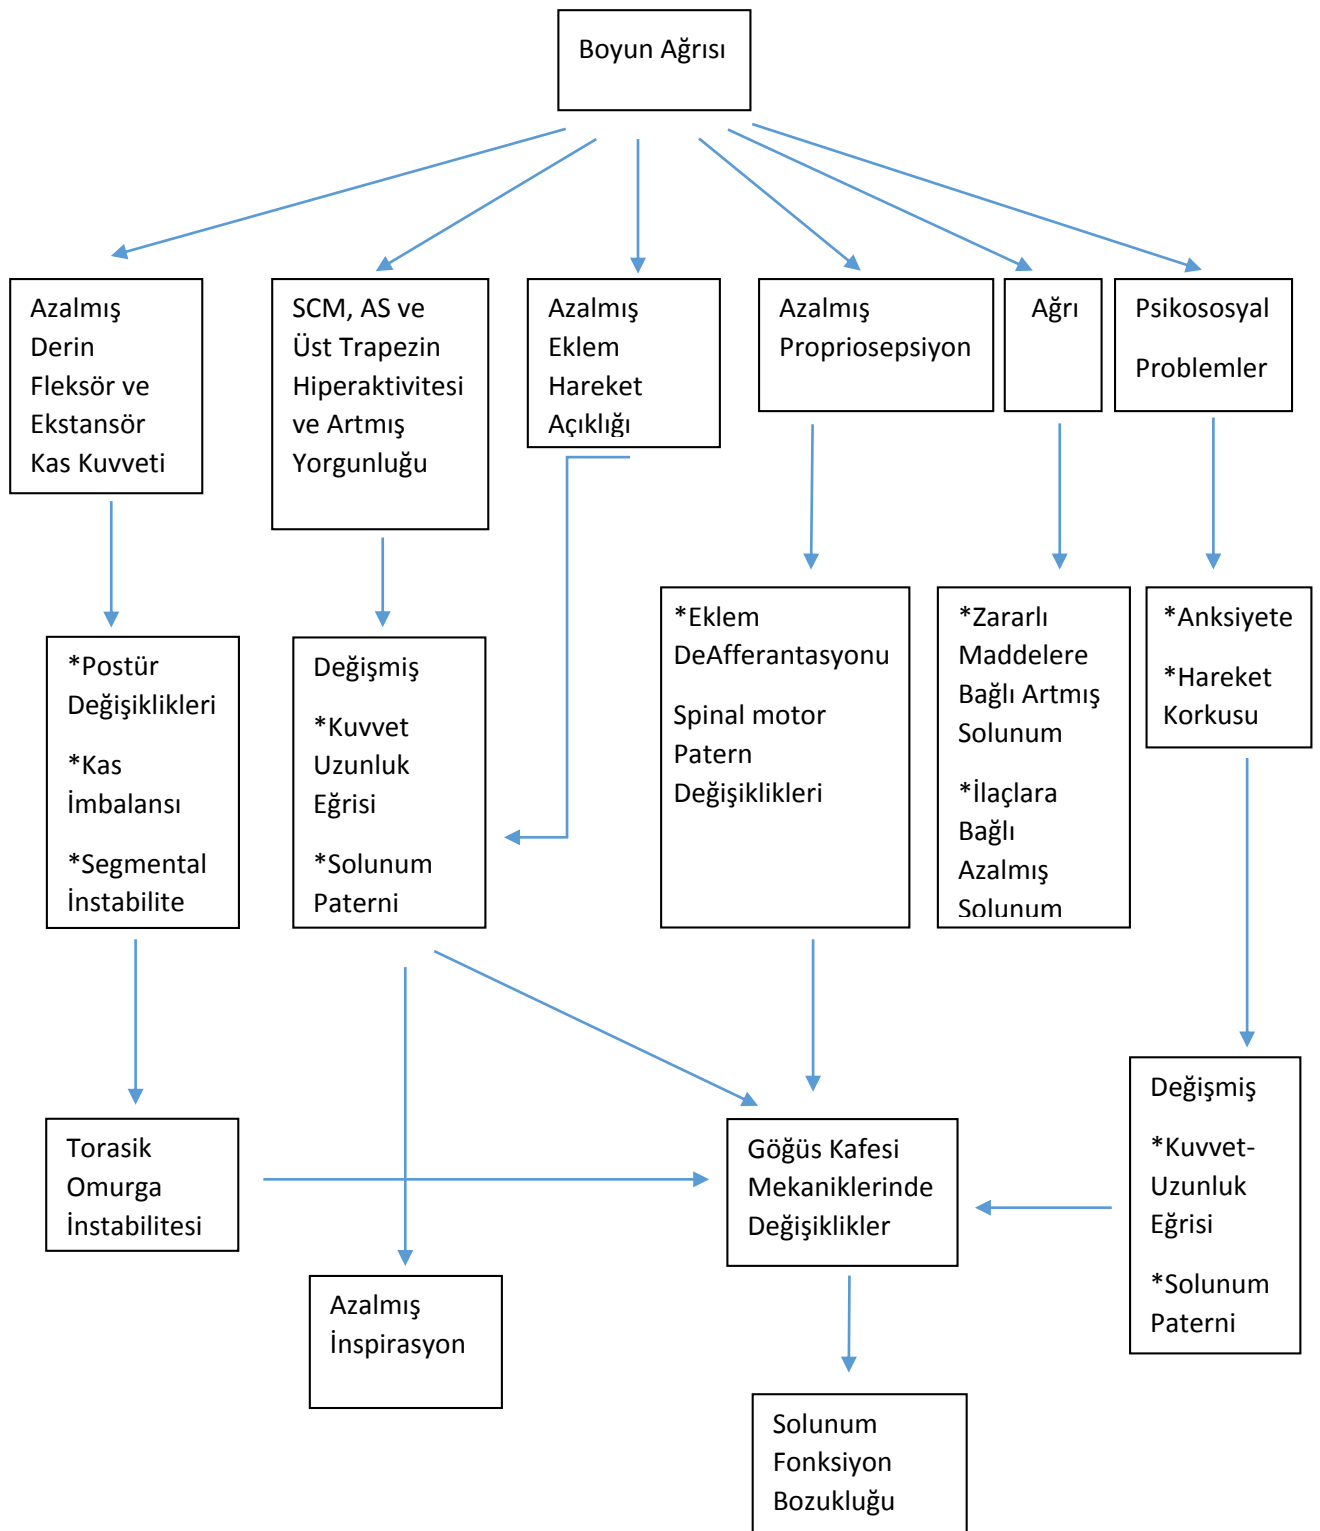 Boyun Ağrısı
Azalmış
Derin
Fleksör ve
Ekstansör
Kas Kuvveti
SCM, AS ve
Üst Trapezin
Hiperaktivitesi
ve Artmış
Yorgunluğu
Azalmış
Eklem
Hareket
Açıklığı
Azalmış
Propriosepsiyon
Ağrı
Psikososyal
Problemler
*Postür
Değişiklikleri
*Kas
İmbalansı
*Segmental
İnstabilite
Değişmiş
*Kuvvet
Uzunluk
Eğrisi
*Solunum
Paterni
*Eklem
DeAfferantasyonu
Spinal motor
Patern
Değişiklikleri
*Zararlı
Maddelere
Bağlı Artmış
Solunum
*İlaçlara
Bağlı
Azalmış
Solunum
*Anksiyete
*Hareket
Korkusu
Torasik
Omurga
İnstabilitesi
Azalmış
İnspirasyon
Göğüs Kafesi
Mekaniklerinde
Değişiklikler
Değişmiş
*Kuvvet-
Uzunluk
Eğrisi
*Solunum
Paterni
Solunum
Fonksiyon
Bozukluğu